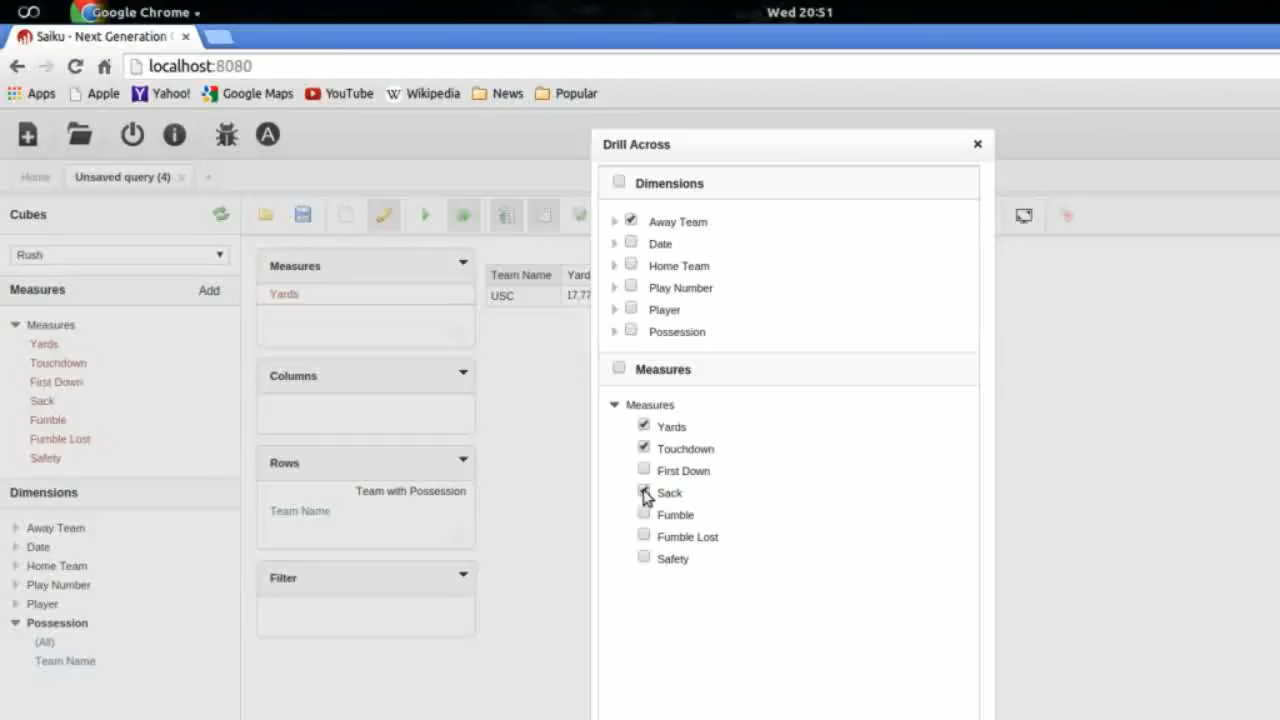 Google Chrome
Wed 20:51
Saiku - Next Generation
localhost:8080
Apps Apple Yahoo! Google Maps YouTube Wikipedia News Popular
Home Unsaved query (4)
Cubes
Rush
Measures Add
Measures
Yards
Touchdown
First Down
Sack
Fumble
Fumble Lost
Safety
Dimensions
Away Team
Date
Home Team
Play Number
Player
Possession
(All)
Team Name
Measures
Yards
Columns
Rows
Team with Possession
Team Name
Filter
Team Name Yard
USC 17,77
Drill Across
Dimensions
Away Team
Date
Home Team
Play Number
Player
Possession
Measures
Measures
Yards
Touchdown
First Down
Sack
Fumble
Fumble Lost
Safety